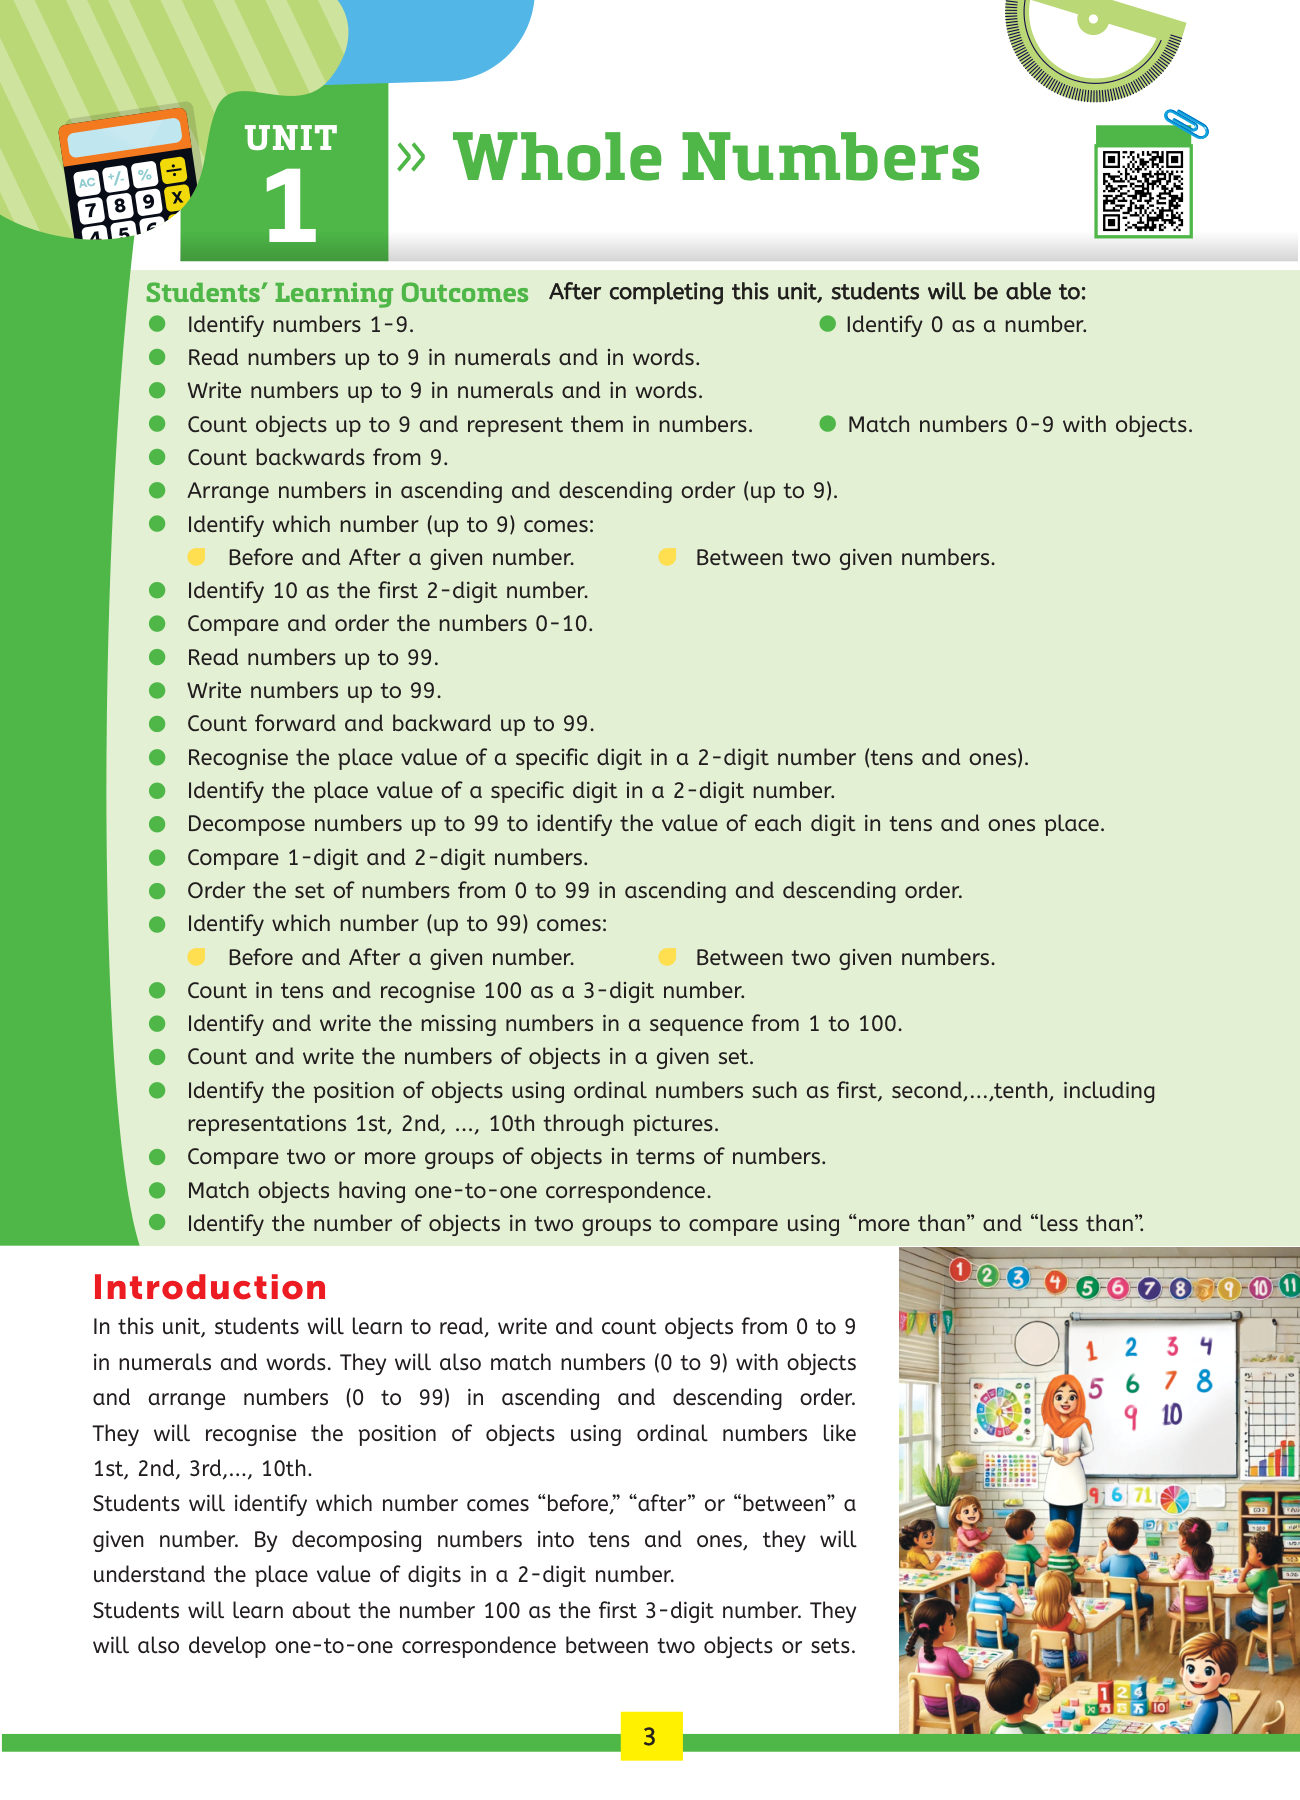 UNIT
1
Whole Numbers
AC +/- % ÷
7 8 9 X
4 5 6
Students’ Learning Outcomes After completing this unit, students will be able to:
Identify numbers 1-9.
Identify 0 as a number.
Read numbers up to 9 in numerals and in words.
Write numbers up to 9 in numerals and in words.
Count objects up to 9 and represent them in numbers.
Match numbers 0-9 with objects.
Count backwards from 9.
Arrange numbers in ascending and descending order (up to 9).
Identify which number (up to 9) comes:
Before and After a given number.
Between two given numbers.
Identify 10 as the first 2-digit number.
Compare and order the numbers 0-10.
Read numbers up to 99.
Write numbers up to 99.
Count forward and backward up to 99.
Recognise the place value of a specific digit in a 2-digit number (tens and ones).
Identify the place value of a specific digit in a 2-digit number.
Decompose numbers up to 99 to identify the value of each digit in tens and ones place.
Compare 1-digit and 2-digit numbers.
Order the set of numbers from 0 to 99 in ascending and descending order.
Identify which number (up to 99) comes:
Before and After a given number.
Between two given numbers.
Count in tens and recognise 100 as a 3-digit number.
Identify and write the missing numbers in a sequence from 1 to 100.
Count and write the numbers of objects in a given set.
Identify the position of objects using ordinal numbers such as first, second,...,tenth, including
representations 1st, 2nd, ..., 10th through pictures.
Compare two or more groups of objects in terms of numbers.
Match objects having one-to-one correspondence.
Identify the number of objects in two groups to compare using “more than” and “less than”.
Introduction
In this unit, students will learn to read, write and count objects from 0 to 9
in numerals and words. They will also match numbers (0 to 9) with objects
and arrange numbers (0 to 99) in ascending and descending order.
They will recognise the position of objects using ordinal numbers like
1st, 2nd, 3rd,..., 10th.
Students will identify which number comes “before,” “after” or “between” a
given number. By decomposing numbers into tens and ones, they will
understand the place value of digits in a 2-digit number.
Students will learn about the number 100 as the first 3-digit number. They
will also develop one-to-one correspondence between two objects or sets.
1 2 3 4 5 6 7 8 9 10 11
1 2 3 4
5 6 7 8
9 10
9 6 71
1 2
10
3